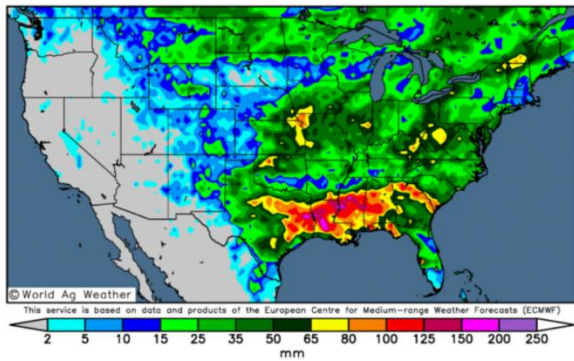 © World Ag Weather
This service is based on data and products of the European Centre for Medium-range Weather Forecasts (ECMWF)
2 5 10 15 25 35 50 65 80 100 125 150 200 250
mm